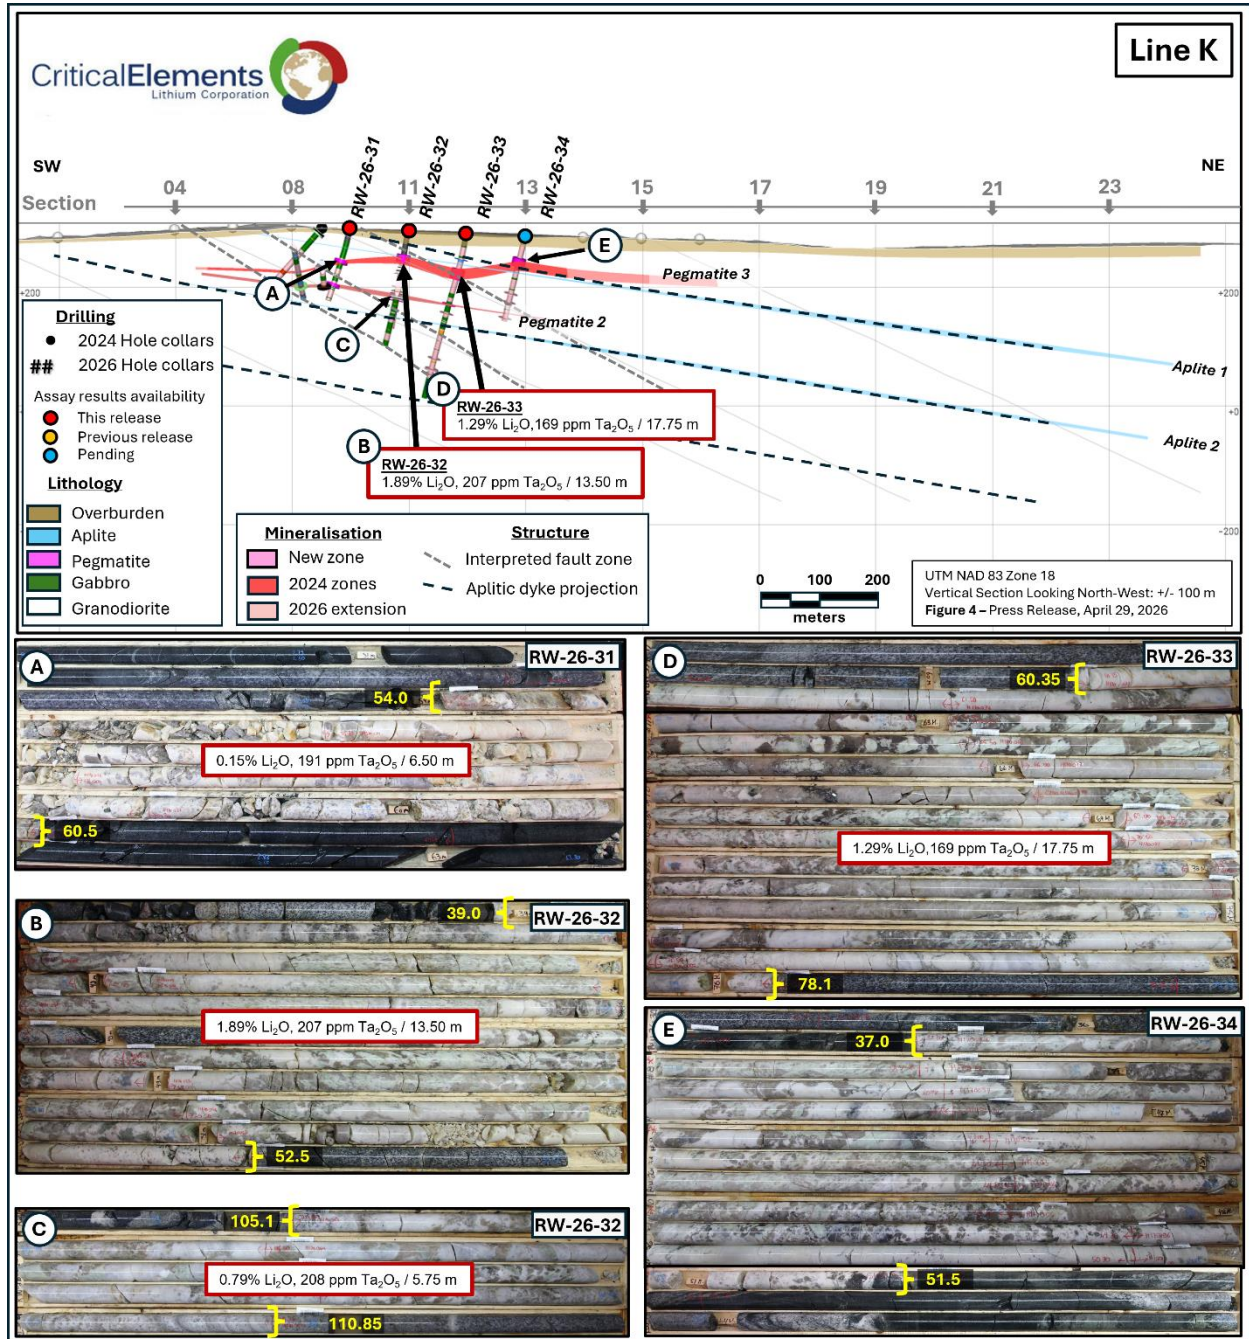 Line K
CriticalElements
Lithium Corporation
RW-26-31
RW-26-32
RW-26-33
RW-26-34
SW
NE
Section
04
08
11
13
15
17
19
21
23
A
E
Pegmatite 3
+200
+200
C
Pegmatite 2
Aplite 1
D
RW-26-33
1.29% Li₂O,169 ppm Ta₂O₅ / 17.75 m
+0
Aplite 2
B
RW-26-32
1.89% Li₂O, 207 ppm Ta₂O₅ / 13.50 m
-200
Drilling
2024 Hole collars
## 2026 Hole collars
Assay results availability
This release
Previous release
Pending
Lithology
Overburden
Aplite
Pegmatite
Gabbro
Granodiorite
Mineralisation
New zone
2024 zones
2026 extension
Structure
Interpreted fault zone
Aplitic dyke projection
0 100 200
meters
UTM NAD 83 Zone 18
Vertical Section Looking North-West: +/- 100 m
Figure 4 – Press Release, April 29, 2026
A
RW-26-31
54.0
0.15% Li₂O, 191 ppm Ta₂O₅ / 6.50 m
60.5
B
RW-26-32
39.0
1.89% Li₂O, 207 ppm Ta₂O₅ / 13.50 m
52.5
C
RW-26-32
105.1
0.79% Li₂O, 208 ppm Ta₂O₅ / 5.75 m
110.85
D
RW-26-33
60.35
1.29% Li₂O,169 ppm Ta₂O₅ / 17.75 m
78.1
E
RW-26-34
37.0
51.5